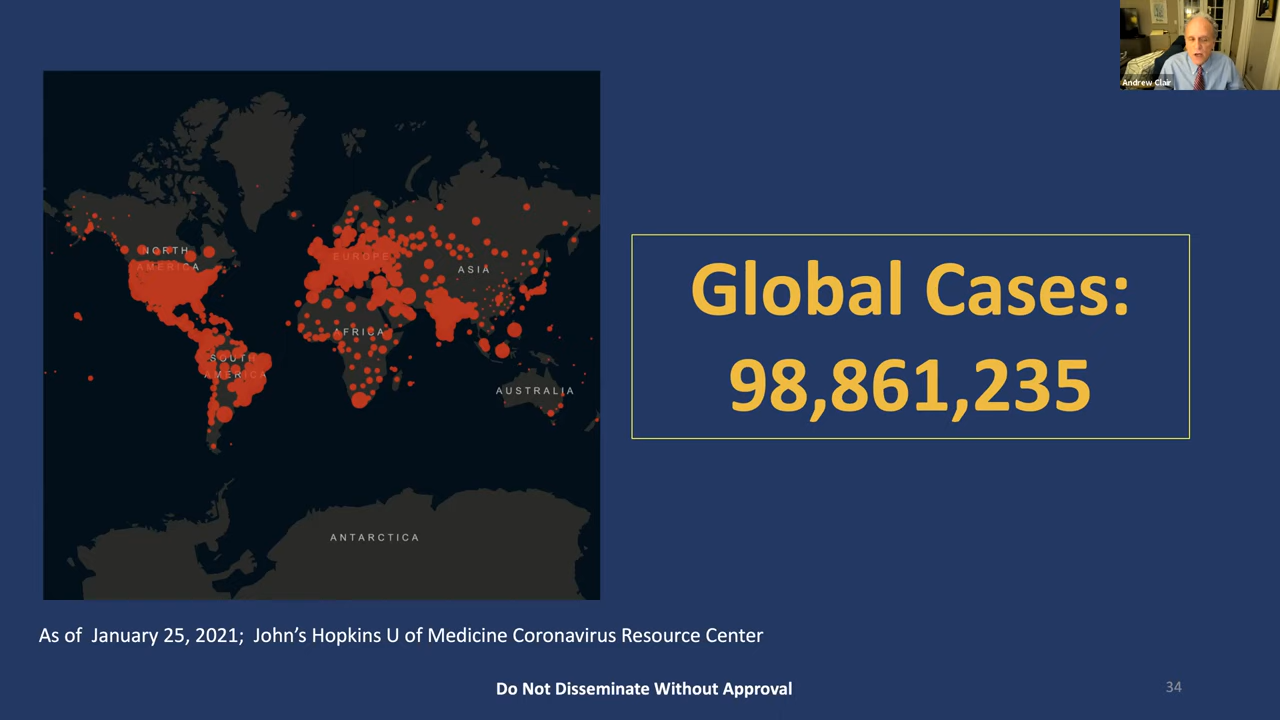 Andrew Clair
NORTH
AMERICA
EUROPE
ASIA
AFRICA
SOUTH
AMERICA
AUSTRALIA
ANTARCTICA
Global Cases:
98,861,235
As of January 25, 2021; John’s Hopkins U of Medicine Coronavirus Resource Center
Do Not Disseminate Without Approval
34